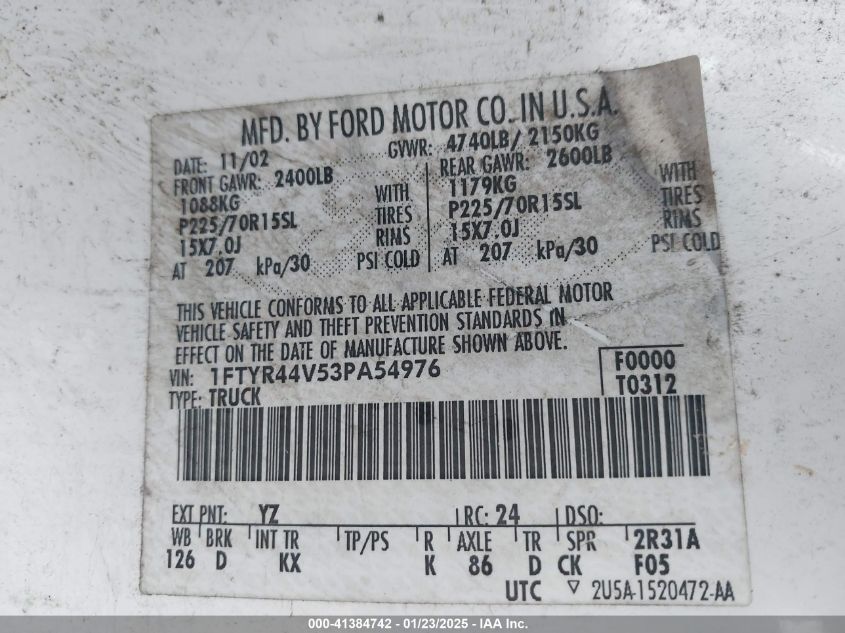 MFD. BY FORD MOTOR CO. IN U.S.A.
DATE: 11/02 GVWR: 4740LB/ 2150KG
FRONT GAWR: 2400LB REAR GAWR: 2600LB
1088KG WITH 1179KG WITH
P225/70R15SL TIRES P225/70R15SL TIRES
15X7.0J RIMS 15X7.0J RIMS
AT 207 kPa/30 PSI COLD AT 207 kPa/30 PSI COLD
THIS VEHICLE CONFORMS TO ALL APPLICABLE FEDERAL MOTOR
VEHICLE SAFETY AND THEFT PREVENTION STANDARDS IN
EFFECT ON THE DATE OF MANUFACTURE SHOWN ABOVE.
VIN: 1FTYR44V53PA54976 F0000
TYPE: TRUCK T0312
EXT PNT: YZ RC: 24 DSO:
WB BRK INT TR TP/PS R AXLE TR SPR 2R31A
126 D KX K 86 D CK F05
UTC ▽ 2U5A-1520472-AA
000-41384742 - 01/23/2025 - IAA Inc.